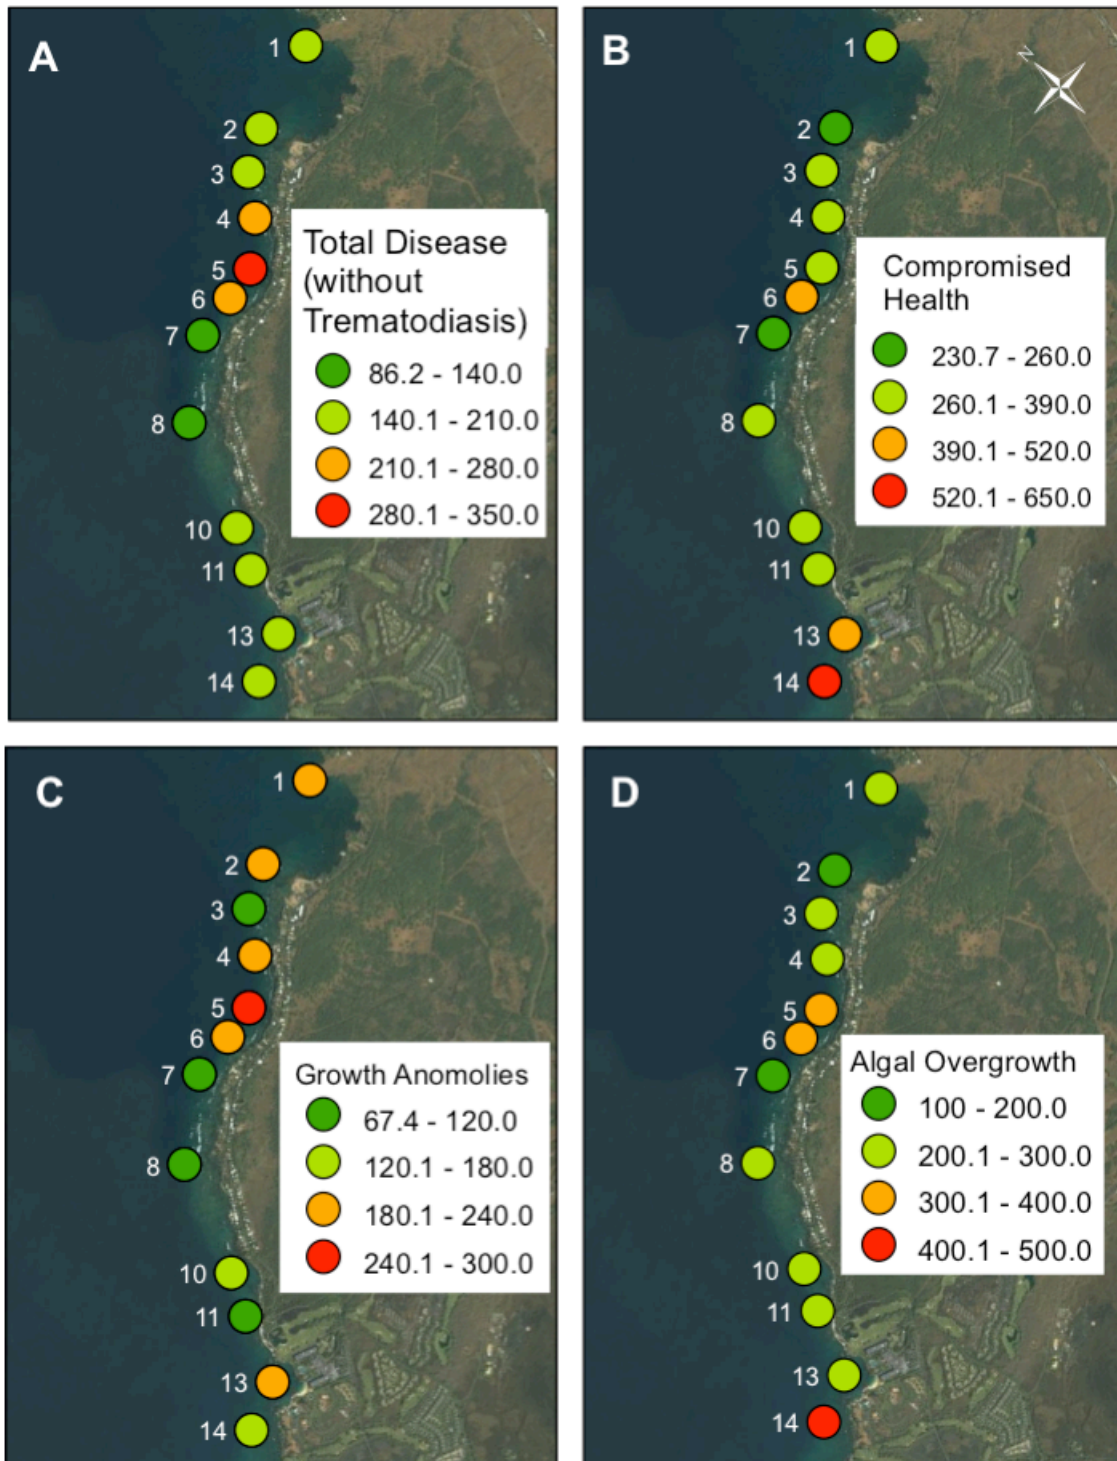 A
1
2
3
4
5
6
7
8
10
11
13
14
Total Disease
(without
Trematodiasis)
86.2 - 140.0
140.1 - 210.0
210.1 - 280.0
280.1 - 350.0
B
N
1
2
3
4
5
6
7
8
10
11
13
14
Compromised
Health
230.7 - 260.0
260.1 - 390.0
390.1 - 520.0
520.1 - 650.0
C
1
2
3
4
5
6
7
8
10
11
13
14
Growth Anomolies
67.4 - 120.0
120.1 - 180.0
180.1 - 240.0
240.1 - 300.0
D
1
2
3
4
5
6
7
8
10
11
13
14
Algal Overgrowth
100 - 200.0
200.1 - 300.0
300.1 - 400.0
400.1 - 500.0